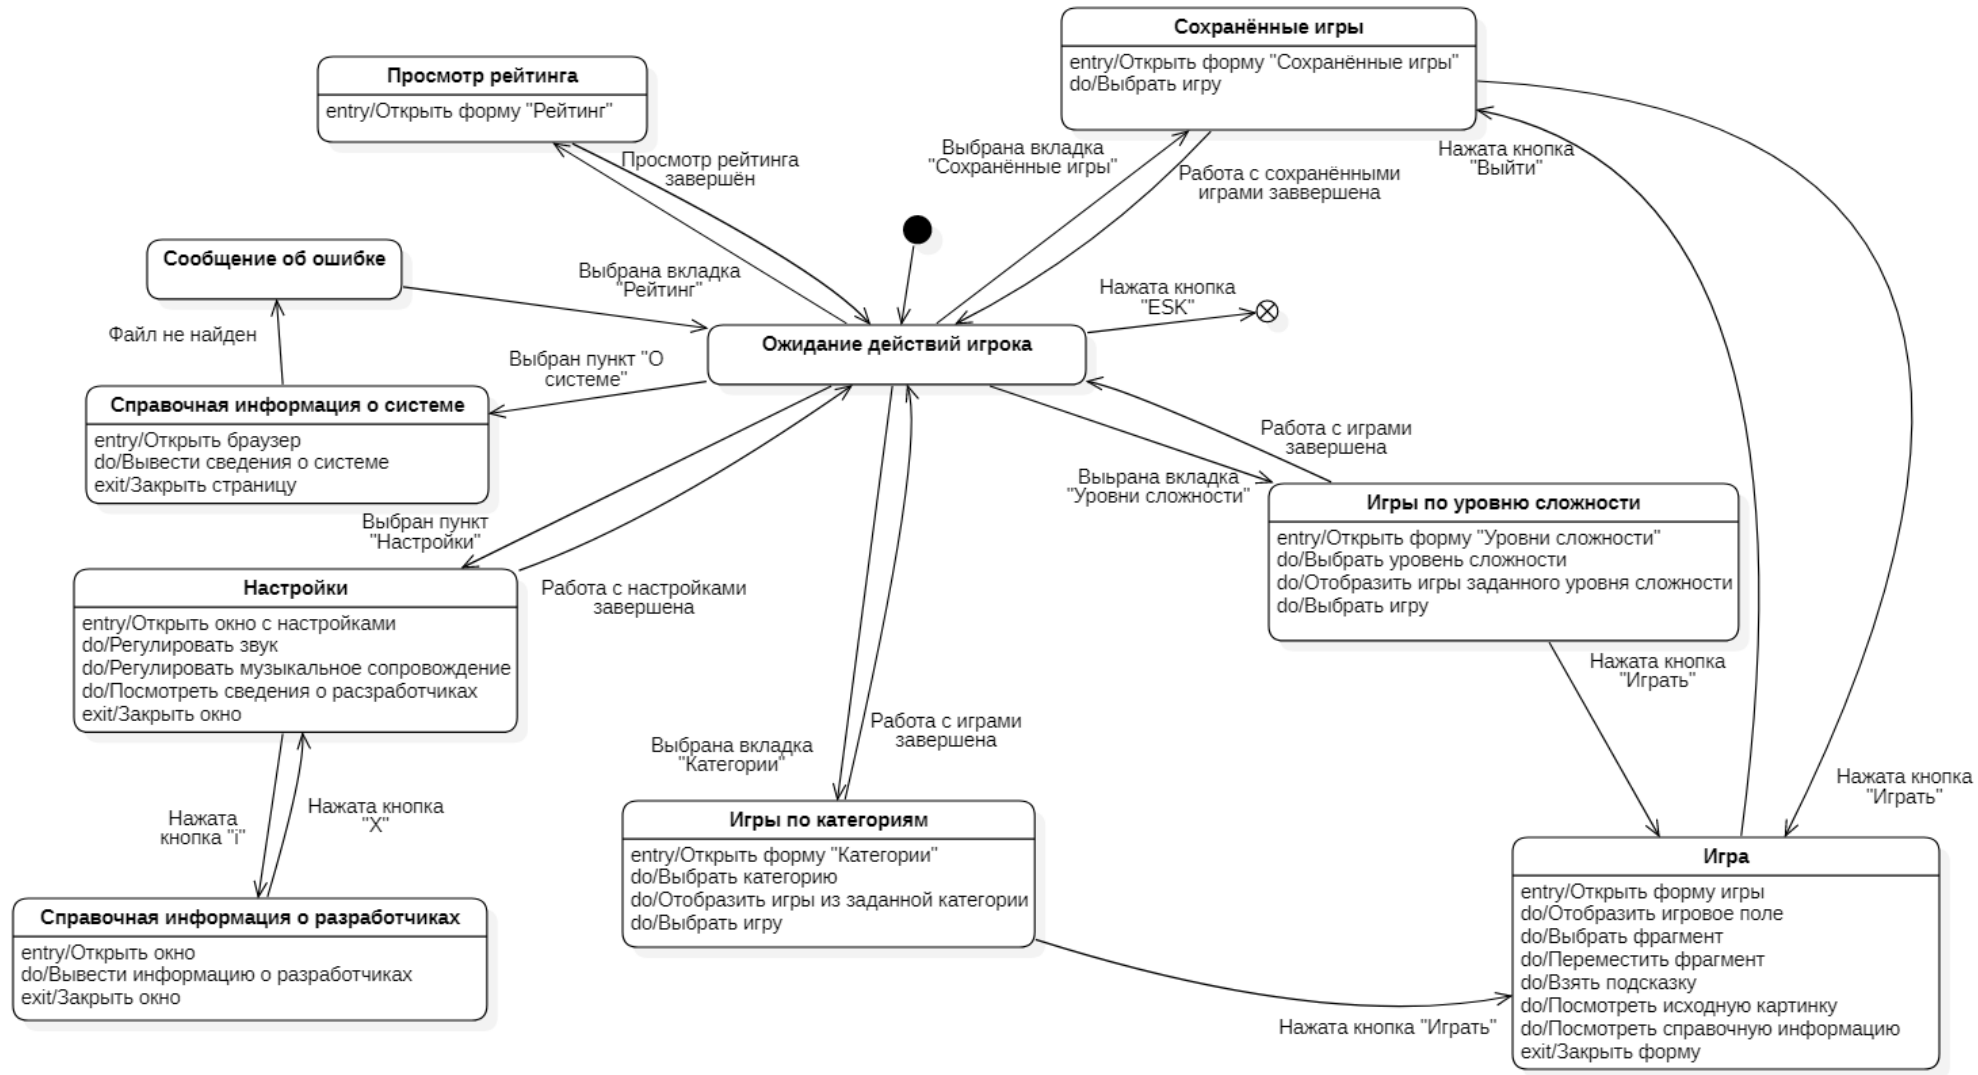 Сохранённые игры
entry/Открыть форму "Сохранённые игры"
do/Выбрать игру
Просмотр рейтинга
entry/Открыть форму "Рейтинг"
Выбрана вкладка
"Сохранённые игры"
Нажата кнопка
"Выйти"
Просмотр рейтинга
завершён
Работа с сохранёнными
играми заввершена
Сообщение об ошибке
Выбрана вкладка
"Рейтинг"
Нажата кнопка
"ESK"
Файл не найден
Ожидание действий игрока
Выбран пункт "О
системе"
Справочная информация о системе
entry/Открыть браузер
do/Вывести сведения о системе
exit/Закрыть страницу
Работа с играми
завершена
Выьрана вкладка
"Уровни сложности"
Игры по уровню сложности
entry/Открыть форму "Уровни сложности"
do/Выбрать уровень сложности
do/Отобразить игры заданного уровня сложности
do/Выбрать игру
Выбран пункт
"Настройки"
Настройки
entry/Открыть окно с настройками
do/Регулировать звук
do/Регулировать музыкальное сопровождение
do/Посмотреть сведения о расзработчиках
exit/Закрыть окно
Работа с настройками
завершена
Нажата кнопка
"Играть"
Работа с играми
завершена
Выбрана вкладка
"Категории"
Нажата кнопка
"Играть"
Нажата
кнопка "i"
Нажата кнопка
"X"
Игры по категориям
entry/Открыть форму "Категории"
do/Выбрать категорию
do/Отобразить игры из заданной категории
do/Выбрать игру
Игра
entry/Открыть форму игры
do/Отобразить игровое поле
do/Выбрать фрагмент
do/Переместить фрагмент
do/Взять подсказку
do/Посмотреть исходную картинку
do/Посмотреть справочную информацию
exit/Закрыть форму
Справочная информация о разработчиках
entry/Открыть окно
do/Вывести информацию о разработчиках
exit/Закрыть окно
Нажата кнопка "Играть"